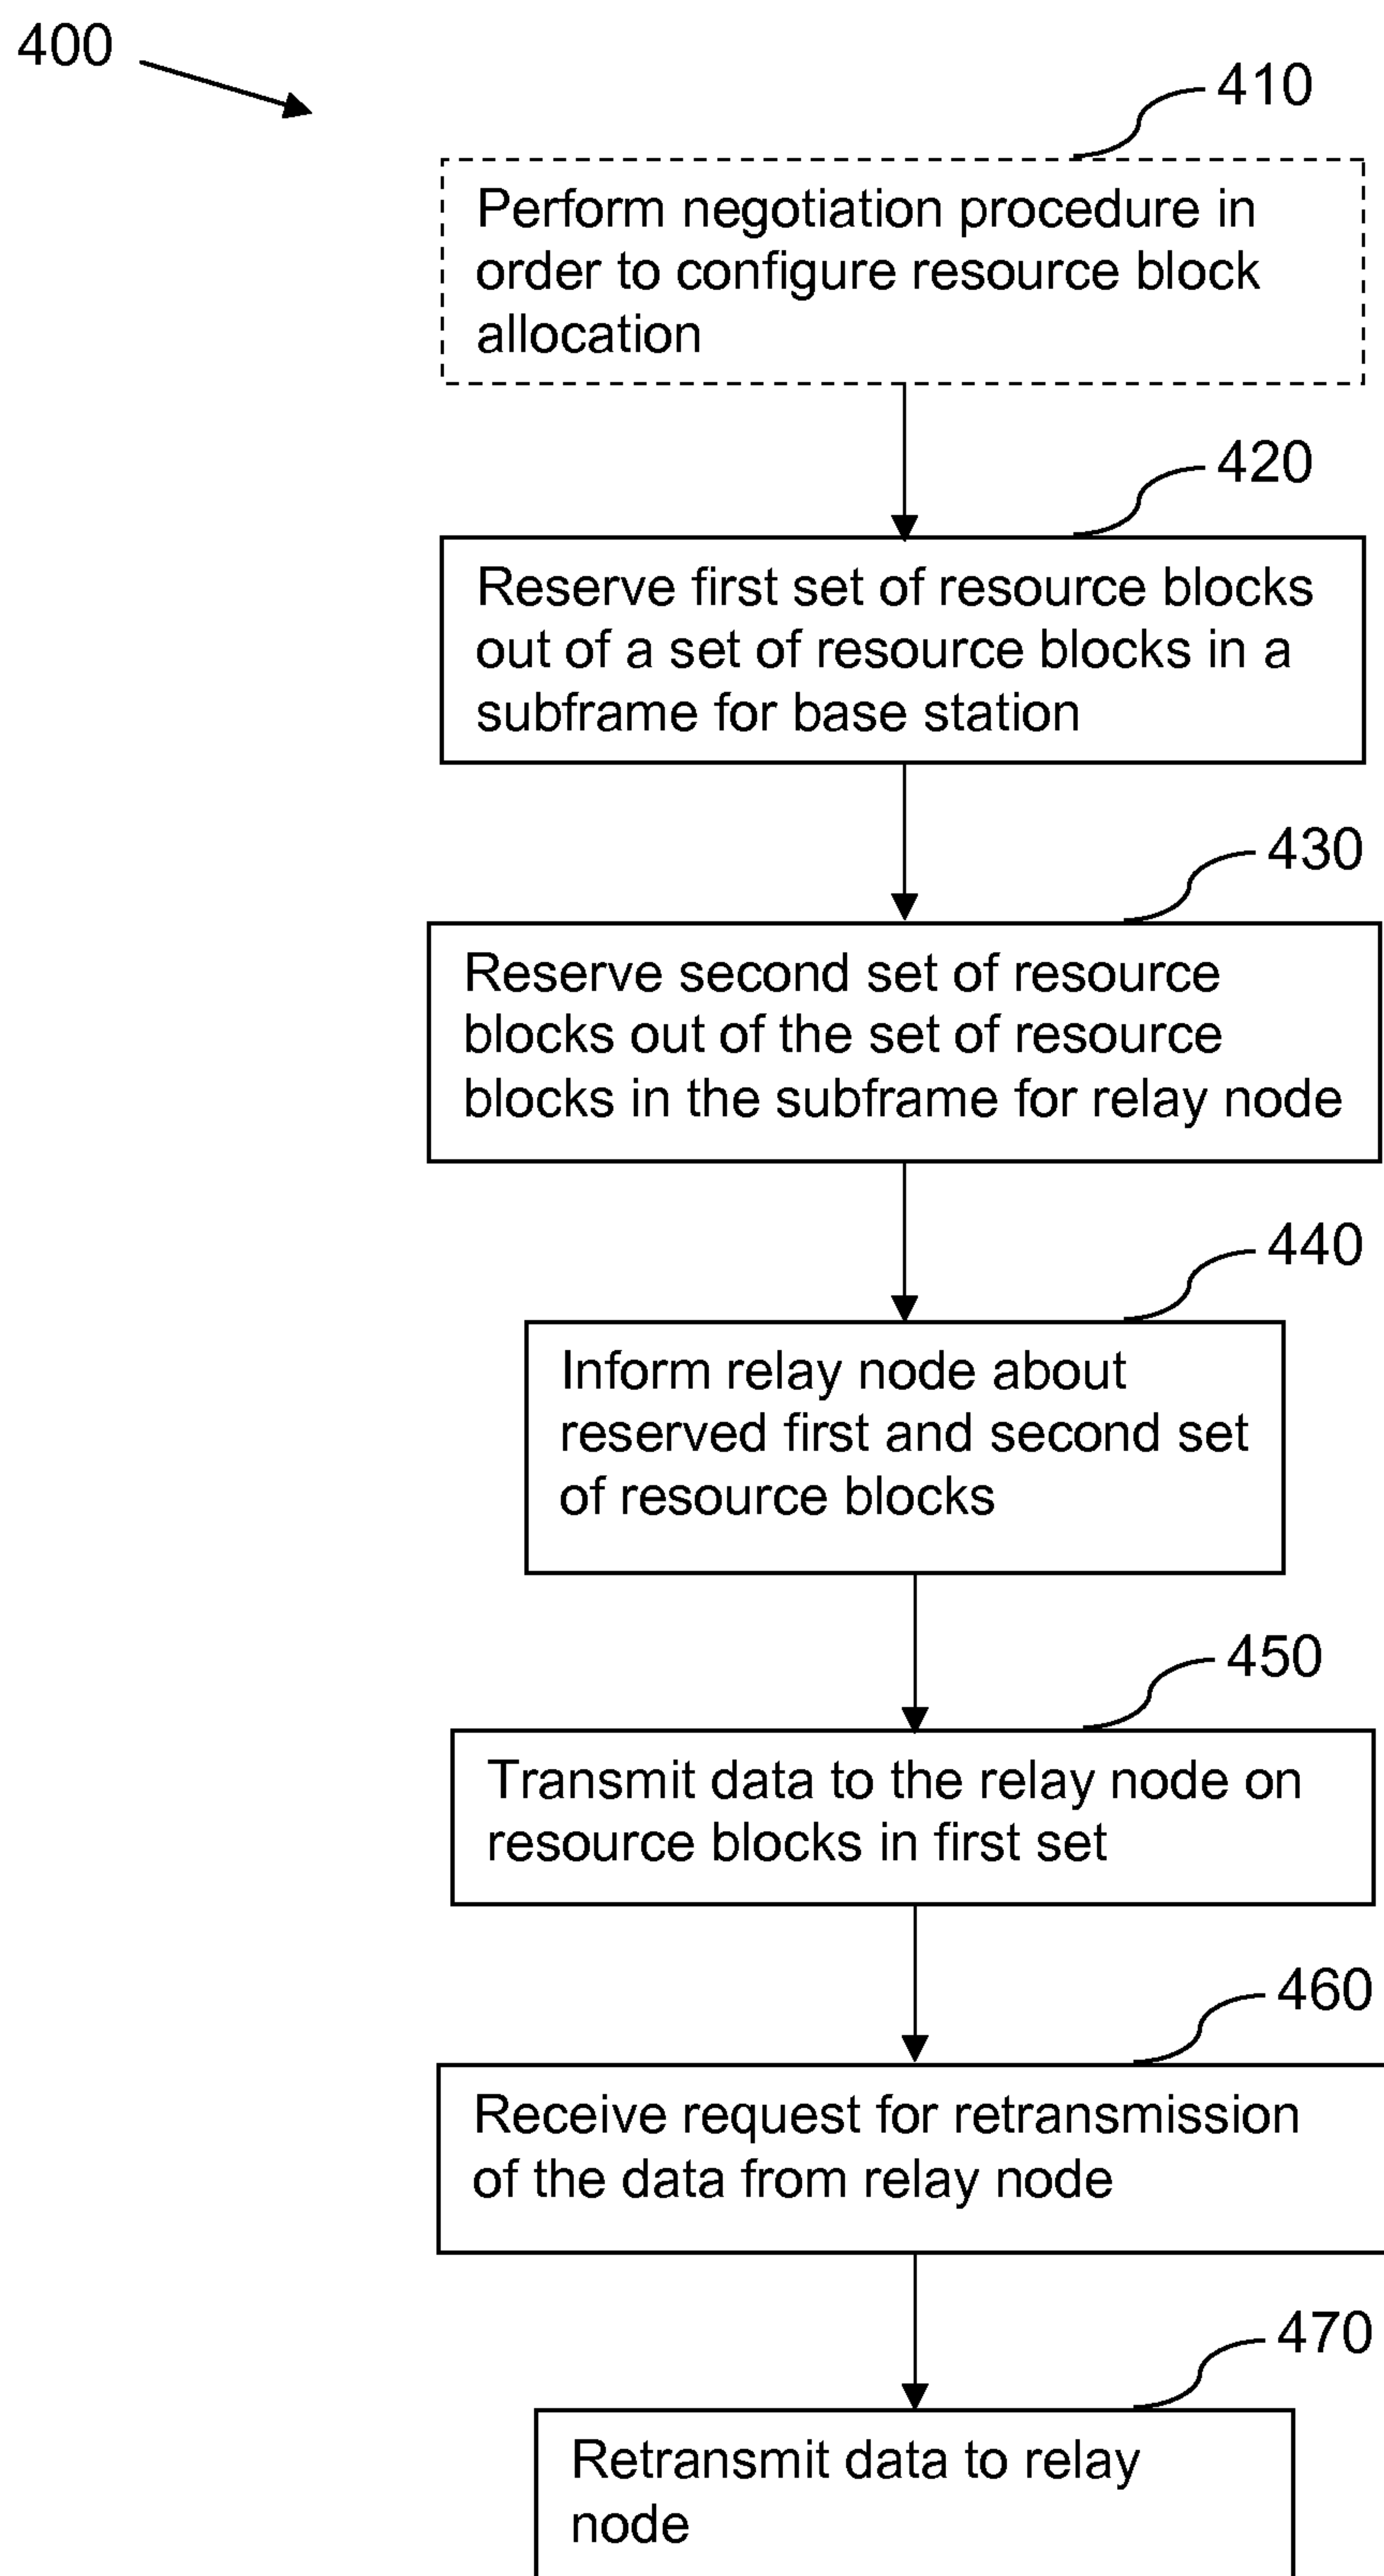 400
410
Perform negotiation procedure in
order to configure resource block
allocation
420
Reserve first set of resource blocks
out of a set of resource blocks in a
subframe for base station
430
Reserve second set of resource
blocks out of the set of resource
blocks in the subframe for relay node
440
Inform relay node about
reserved first and second set
of resource blocks
450
Transmit data to the relay node on
resource blocks in first set
460
Receive request for retransmission
of the data from relay node
470
Retransmit data to relay
node